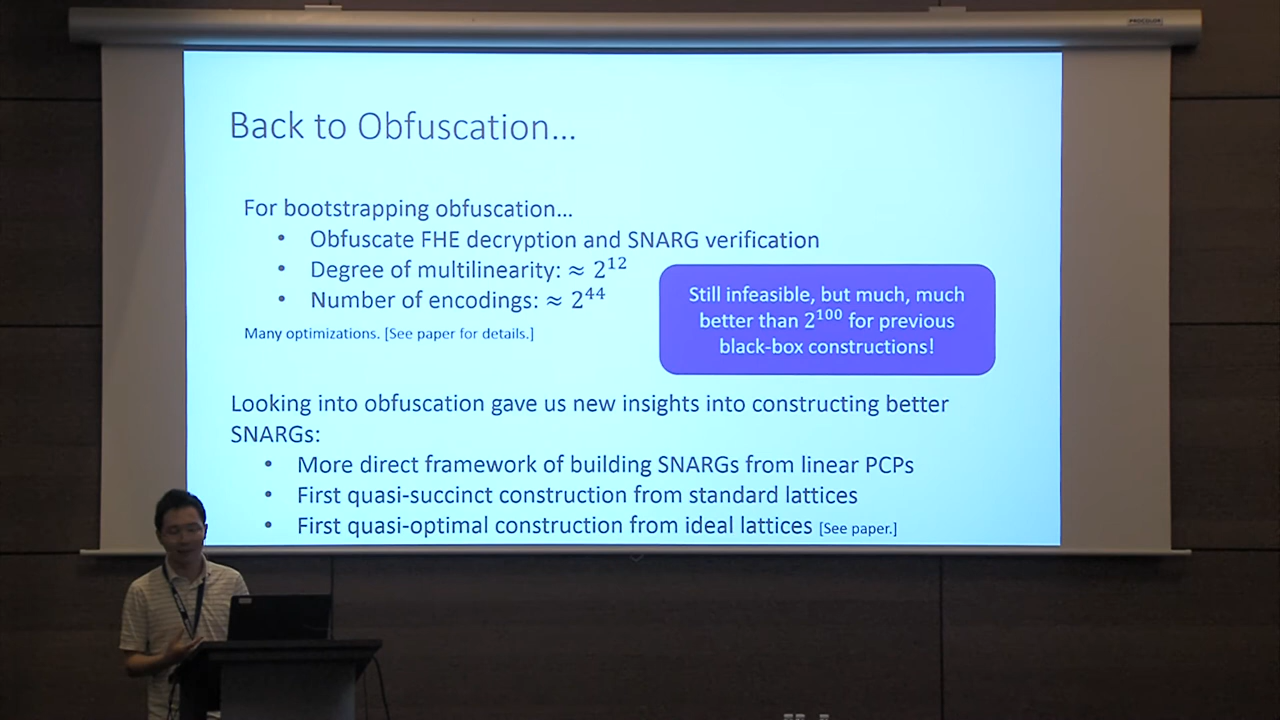 PROCOLOR
Back to Obfuscation...
For bootstrapping obfuscation...
• Obfuscate FHE decryption and SNARG verification
• Degree of multilinearity: ≈ 2^12
• Number of encodings: ≈ 2^44
Many optimizations. [See paper for details.]
Still infeasible, but much, much
better than 2^100 for previous
black-box constructions!
Looking into obfuscation gave us new insights into constructing better
SNARGs:
• More direct framework of building SNARGs from linear PCPs
• First quasi-succinct construction from standard lattices
• First quasi-optimal construction from ideal lattices [See paper.]